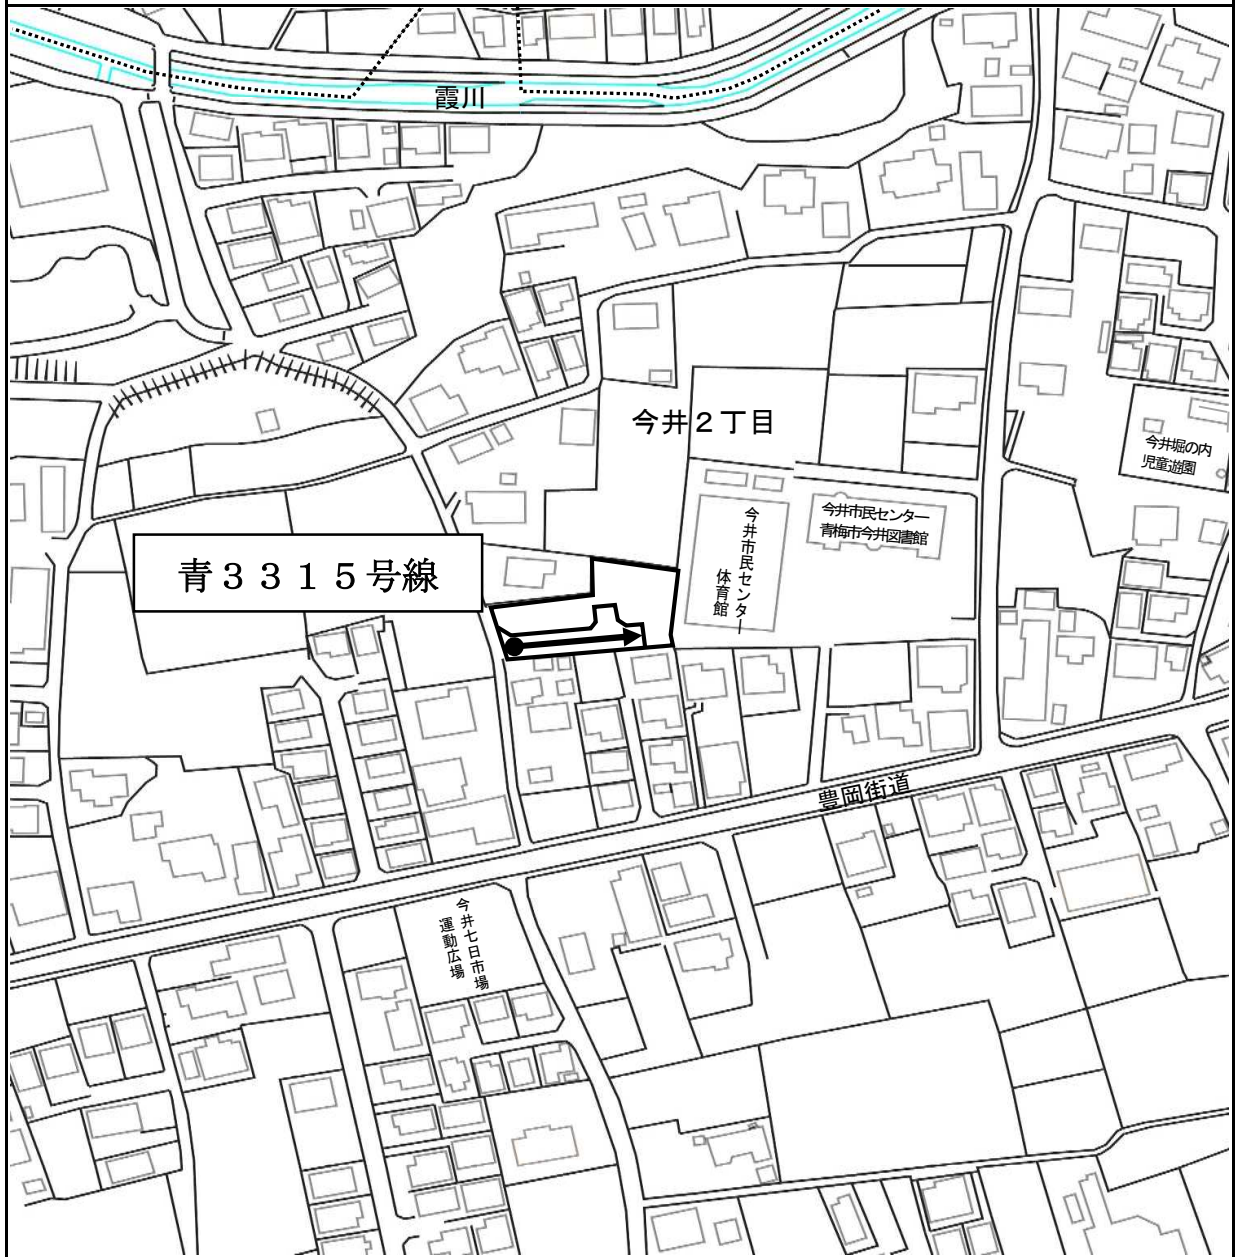 霞川
今井２丁目
今井堀の内
児童遊園
今井市民センター
青梅市今井図書館
今井市民センター
体育館
青３３１５号線
豊岡街道
今井七日市場
運動広場